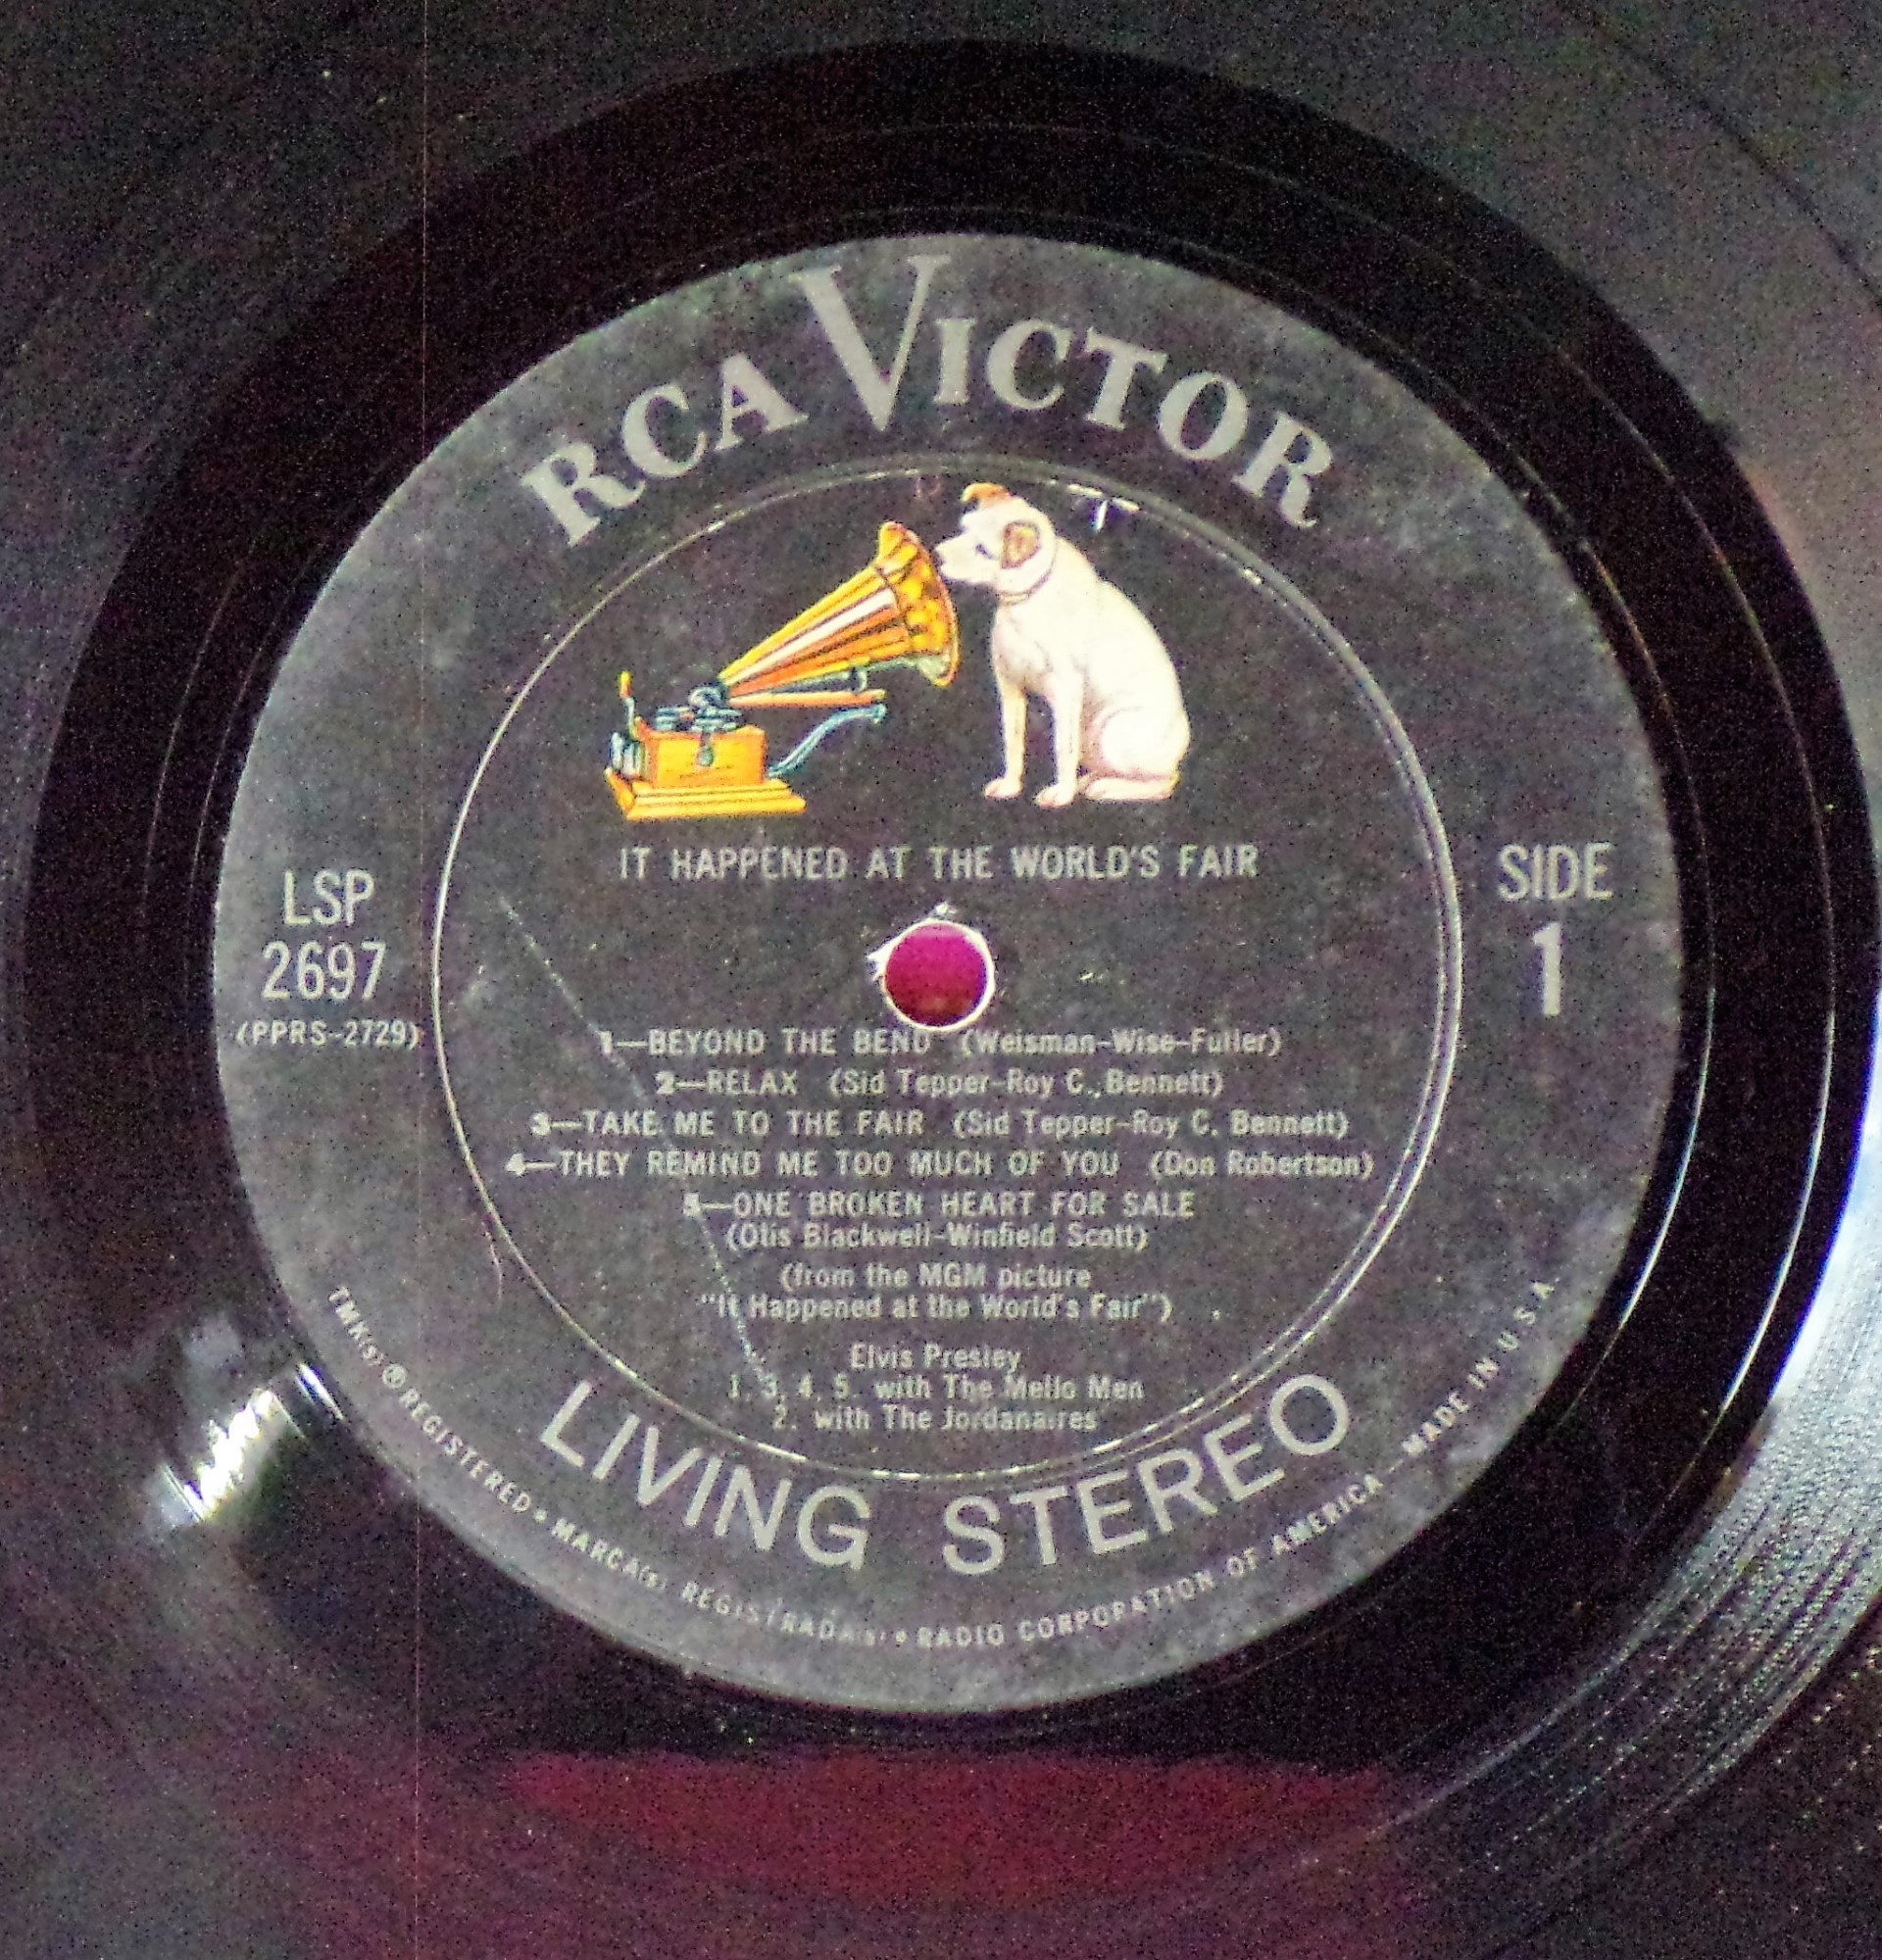 RCA VICTOR
IT HAPPENED AT THE WORLD'S FAIR
LSP
2697
(PPRS-2729)
SIDE
1
1—BEYOND THE BEND (Weisman-Wise-Fuller)
2—RELAX (Sid Tepper-Roy C. Bennett)
3—TAKE ME TO THE FAIR (Sid Tepper-Roy C. Bennett)
4—THEY REMIND ME TOO MUCH OF YOU (Don Robertson)
5—ONE BROKEN HEART FOR SALE
(Otis Blackwell-Winfield Scott)
(from the MGM picture
"It Happened at the World's Fair")
Elvis Presley
1, 3, 4, 5. with The Mello Men
2. with The Jordanaires
LIVING STEREO
TMK(s) ® REGISTERED • MARCA(s) REGISTRADA(s) • RADIO CORPORATION OF AMERICA—MADE IN U.S.A.